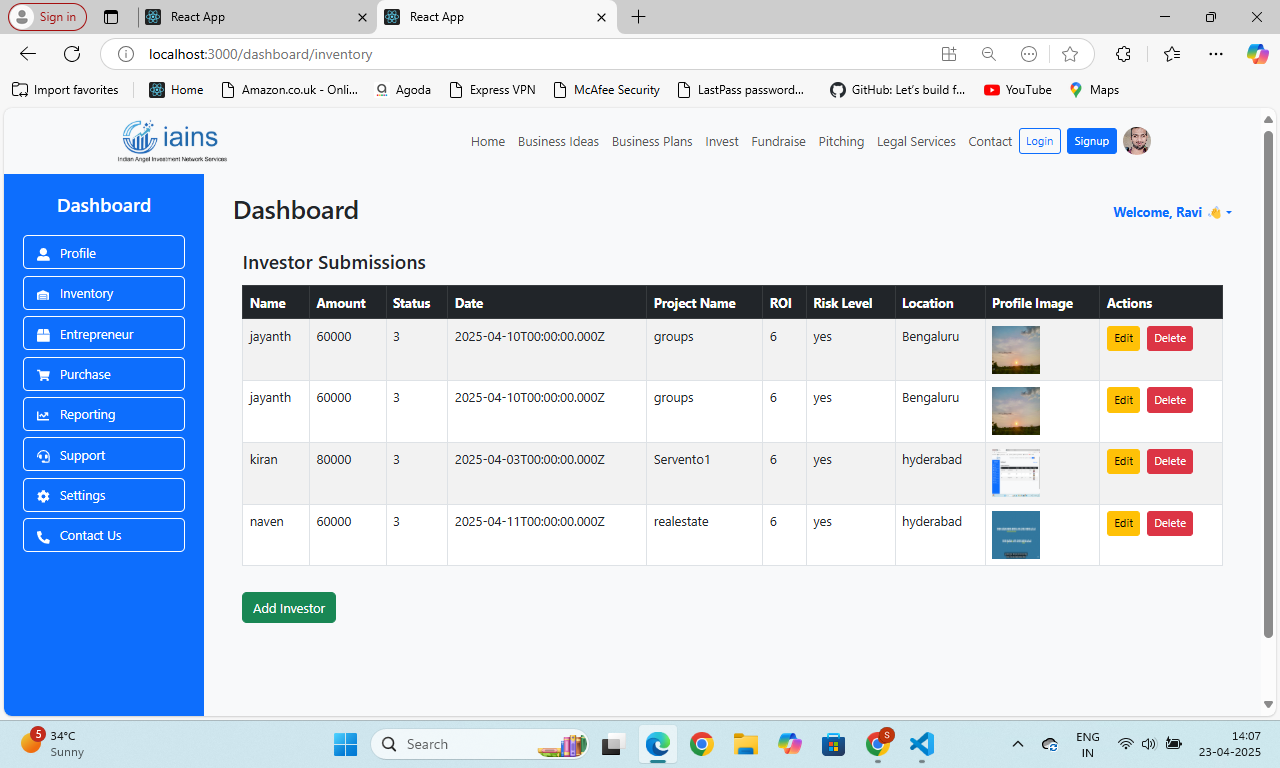 Sign in
React App
React App
localhost:3000/dashboard/inventory
Import favorites
Home
Amazon.co.uk - Onli...
Agoda
Express VPN
McAfee Security
LastPass password...
GitHub: Let's build f...
YouTube
Maps
iains
Indian Angel Investment Network Services
Home Business Ideas Business Plans Invest Fundraise Pitching Legal Services Contact Login Signup
Dashboard
Profile
Inventory
Entrepreneur
Purchase
Reporting
Support
Settings
Contact Us
Dashboard
Welcome, Ravi 👋
Investor Submissions
Name Amount Status Date Project Name ROI Risk Level Location Profile Image Actions
jayanth 60000 3 2025-04-10T00:00:00.000Z groups 6 yes Bengaluru Edit Delete
jayanth 60000 3 2025-04-10T00:00:00.000Z groups 6 yes Bengaluru Edit Delete
kiran 80000 3 2025-04-03T00:00:00.000Z Servento1 6 yes hyderabad Edit Delete
naven 60000 3 2025-04-11T00:00:00.000Z realestate 6 yes hyderabad Edit Delete
Add Investor
5
34°C
Sunny
Search
S
ENG
IN
14:07
23-04-2025